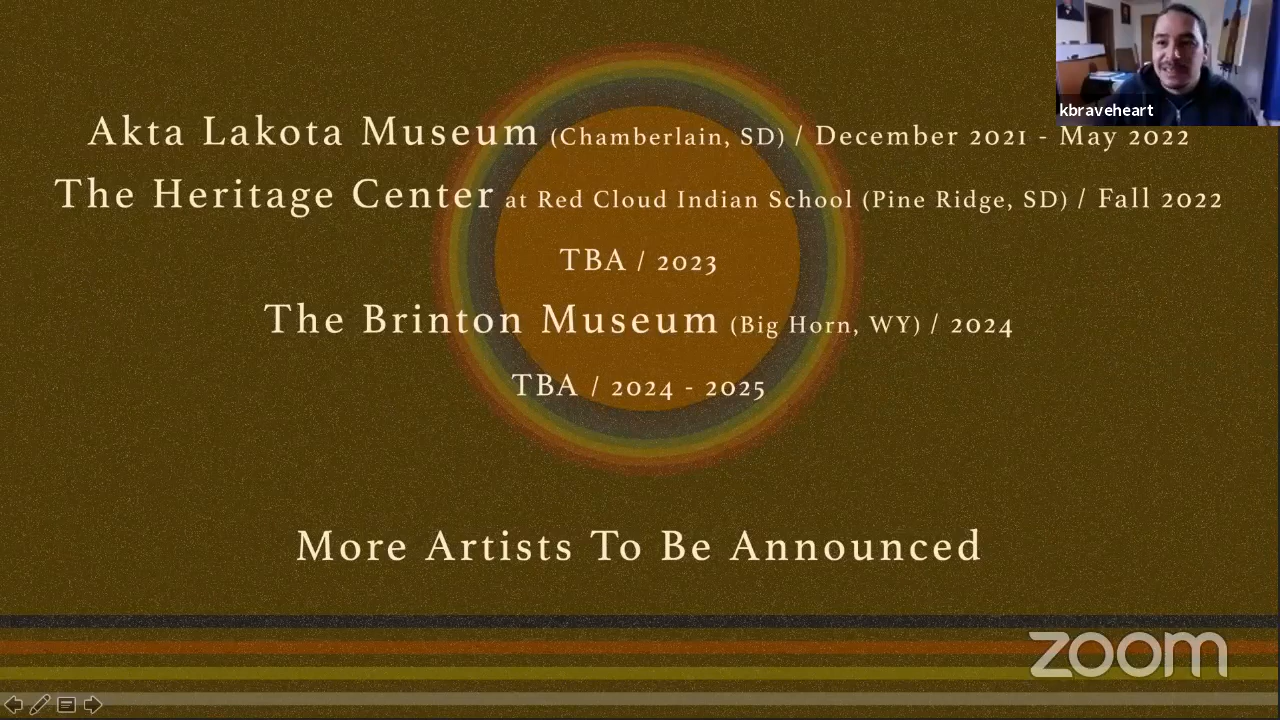 kbraveheart
Akta Lakota Museum (Chamberlain, SD) / December 2021 - May 2022
The Heritage Center at Red Cloud Indian School (Pine Ridge, SD) / Fall 2022
TBA / 2023
The Brinton Museum (Big Horn, WY) / 2024
TBA / 2024 - 2025
More Artists To Be Announced
zoom